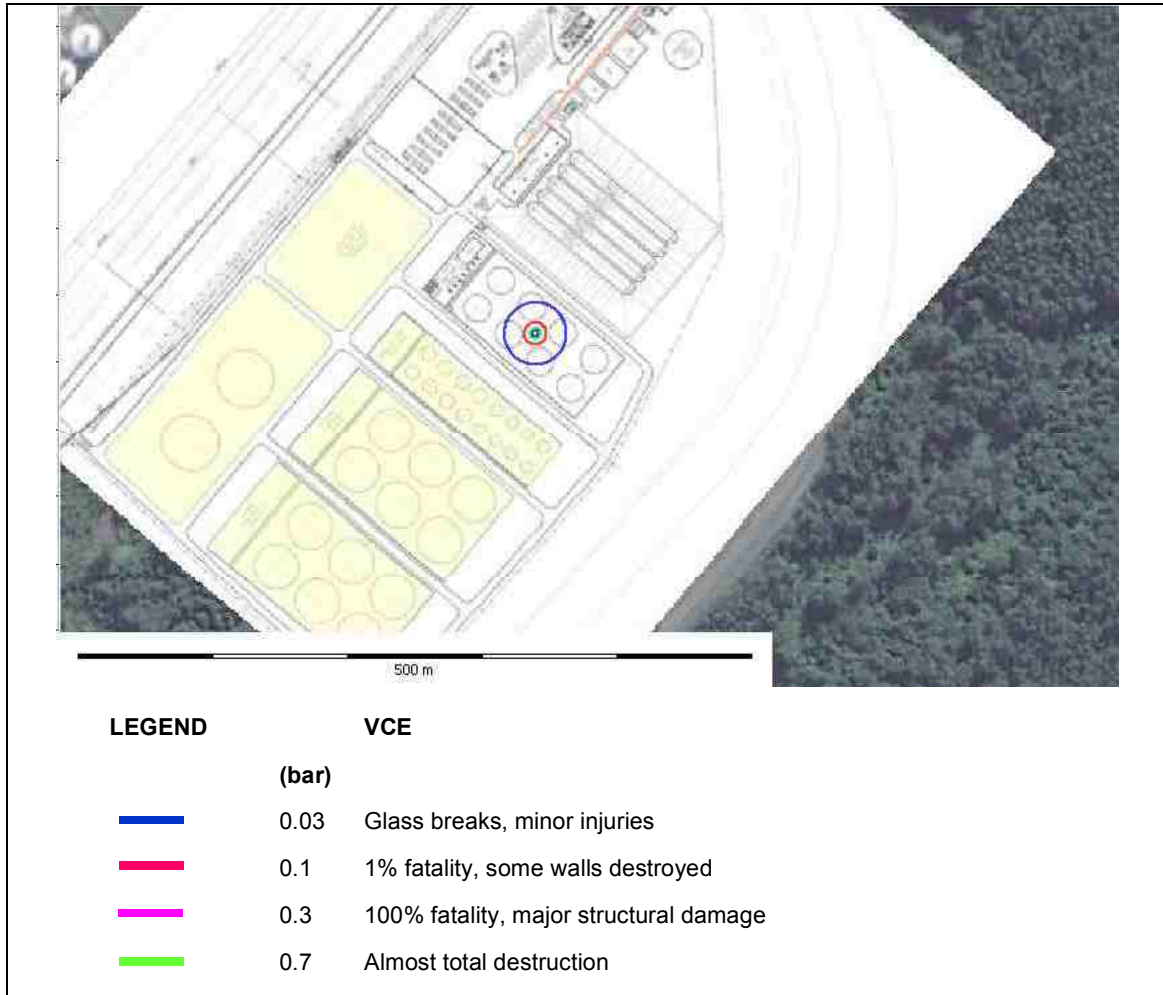 500 m
LEGEND VCE
(bar)
0.03 Glass breaks, minor injuries
0.1 1% fatality, some walls destroyed
0.3 100% fatality, major structural damage
0.7 Almost total destruction